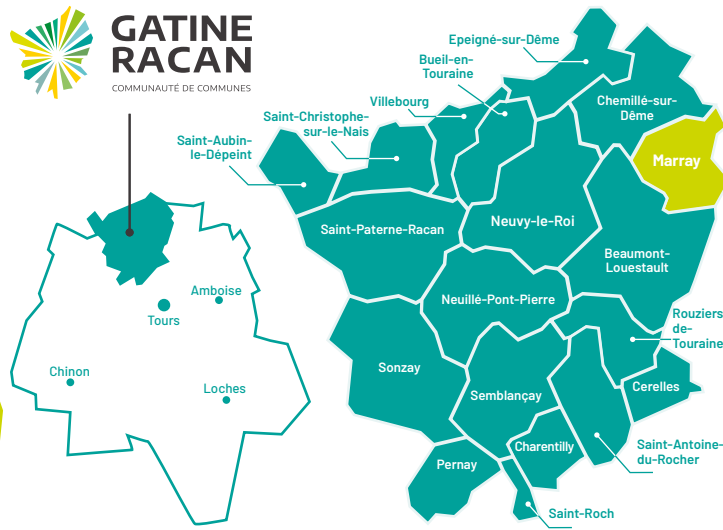 GATINE
RACAN
COMMUNAUTÉ DE COMMUNES
Epeigné-sur-Dême
Bueil-en-
Touraine
Villebourg
Chemillé-sur-
Dême
Saint-Christophe-
sur-le-Nais
Saint-Aubin-
le-Dépeint
Marray
Saint-Paterne-Racan
Neuvy-le-Roi
Beaumont-
Louestault
Neuillé-Pont-Pierre
Rouziers
de-
Touraine
Amboise
Tours
Chinon
Loches
Sonzay
Semblançay
Cerelles
Charentilly
Saint-Antoine-
du-Rocher
Pernay
Saint-Roch